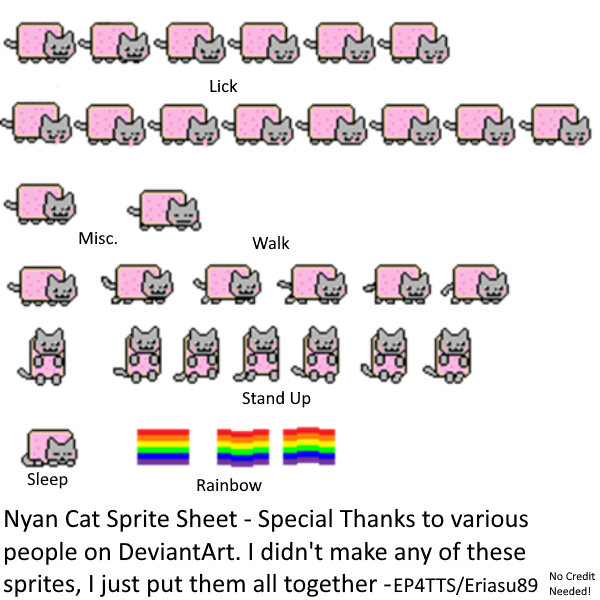 Lick
Misc.
Walk
Stand Up
Sleep
Rainbow
Nyan Cat Sprite Sheet - Special Thanks to various
people on DeviantArt. I didn't make any of these
sprites, I just put them all together -EP4TTS/Eriasu89
No Credit
Needed!